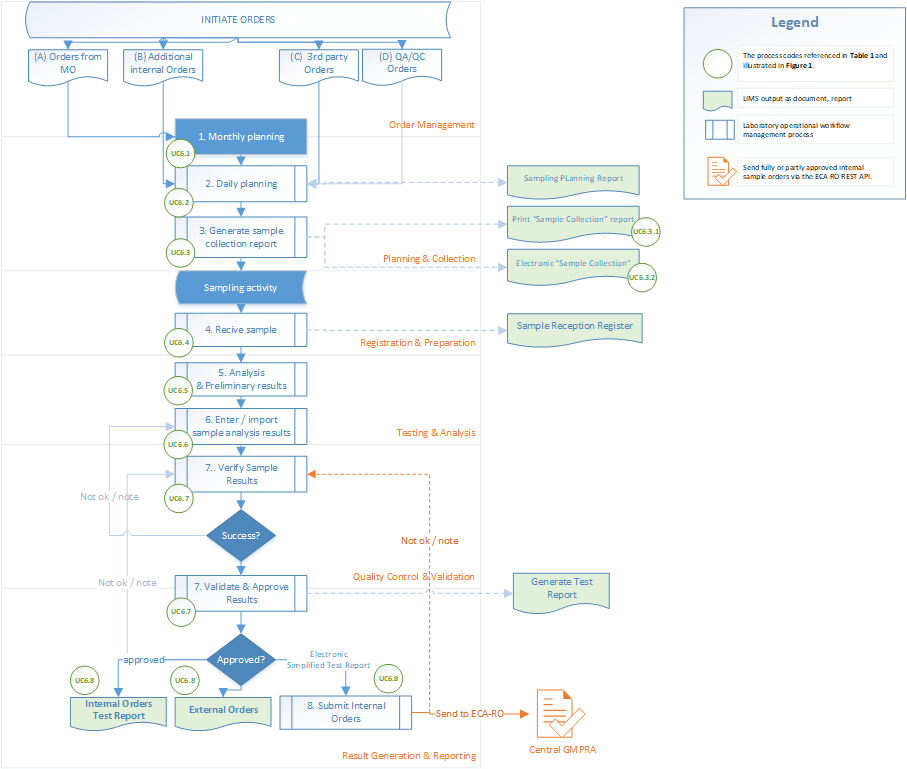 INITIATE ORDERS
(A) Orders from
MO
(B) Additional
internal Orders
(C) 3rd party
Orders
(D) QA/QC
Orders
Order Management
1. Monthly planning
UC6.1
2. Daily planning
UC6.2
Sampling PLanning Report
3. Generate sample
collection report
UC6.3
Print "Sample Collection" report
UC6.3.1
Planning & Collection
Electronic "Sample Collection"
UC6.3.2
Sampling activity
4. Recive sample
UC6.4
Sample Reception Register
Registration & Preparation
5. Analysis
& Preliminary results
UC6.5
6. Enter / import
sample analysis results
UC6.6
Testing & Analysis
7.. Verify Sample
Results
UC6.7
Not ok / note
Success?
Not ok / note
Quality Control & Validation
Not ok / note
7. Validate & Approve
Results
UC6.7
Generate Test
Report
Approved?
approved
Electronic
Simplified Test Report
UC6.8
UC6.8
UC6.8
Internal Orders
Test Report
External Orders
8. Submit Internal
Orders
Send to ECA-RO
Central GMPRA
Result Generation & Reporting
Legend
The process codes referenced in Table 1 and
illustrated in Figure 1.
LIMS output as document, report
Laboratory operational workflow
management process
Send fully or partly approved Internal
sample orders via the ECA-RO REST API.